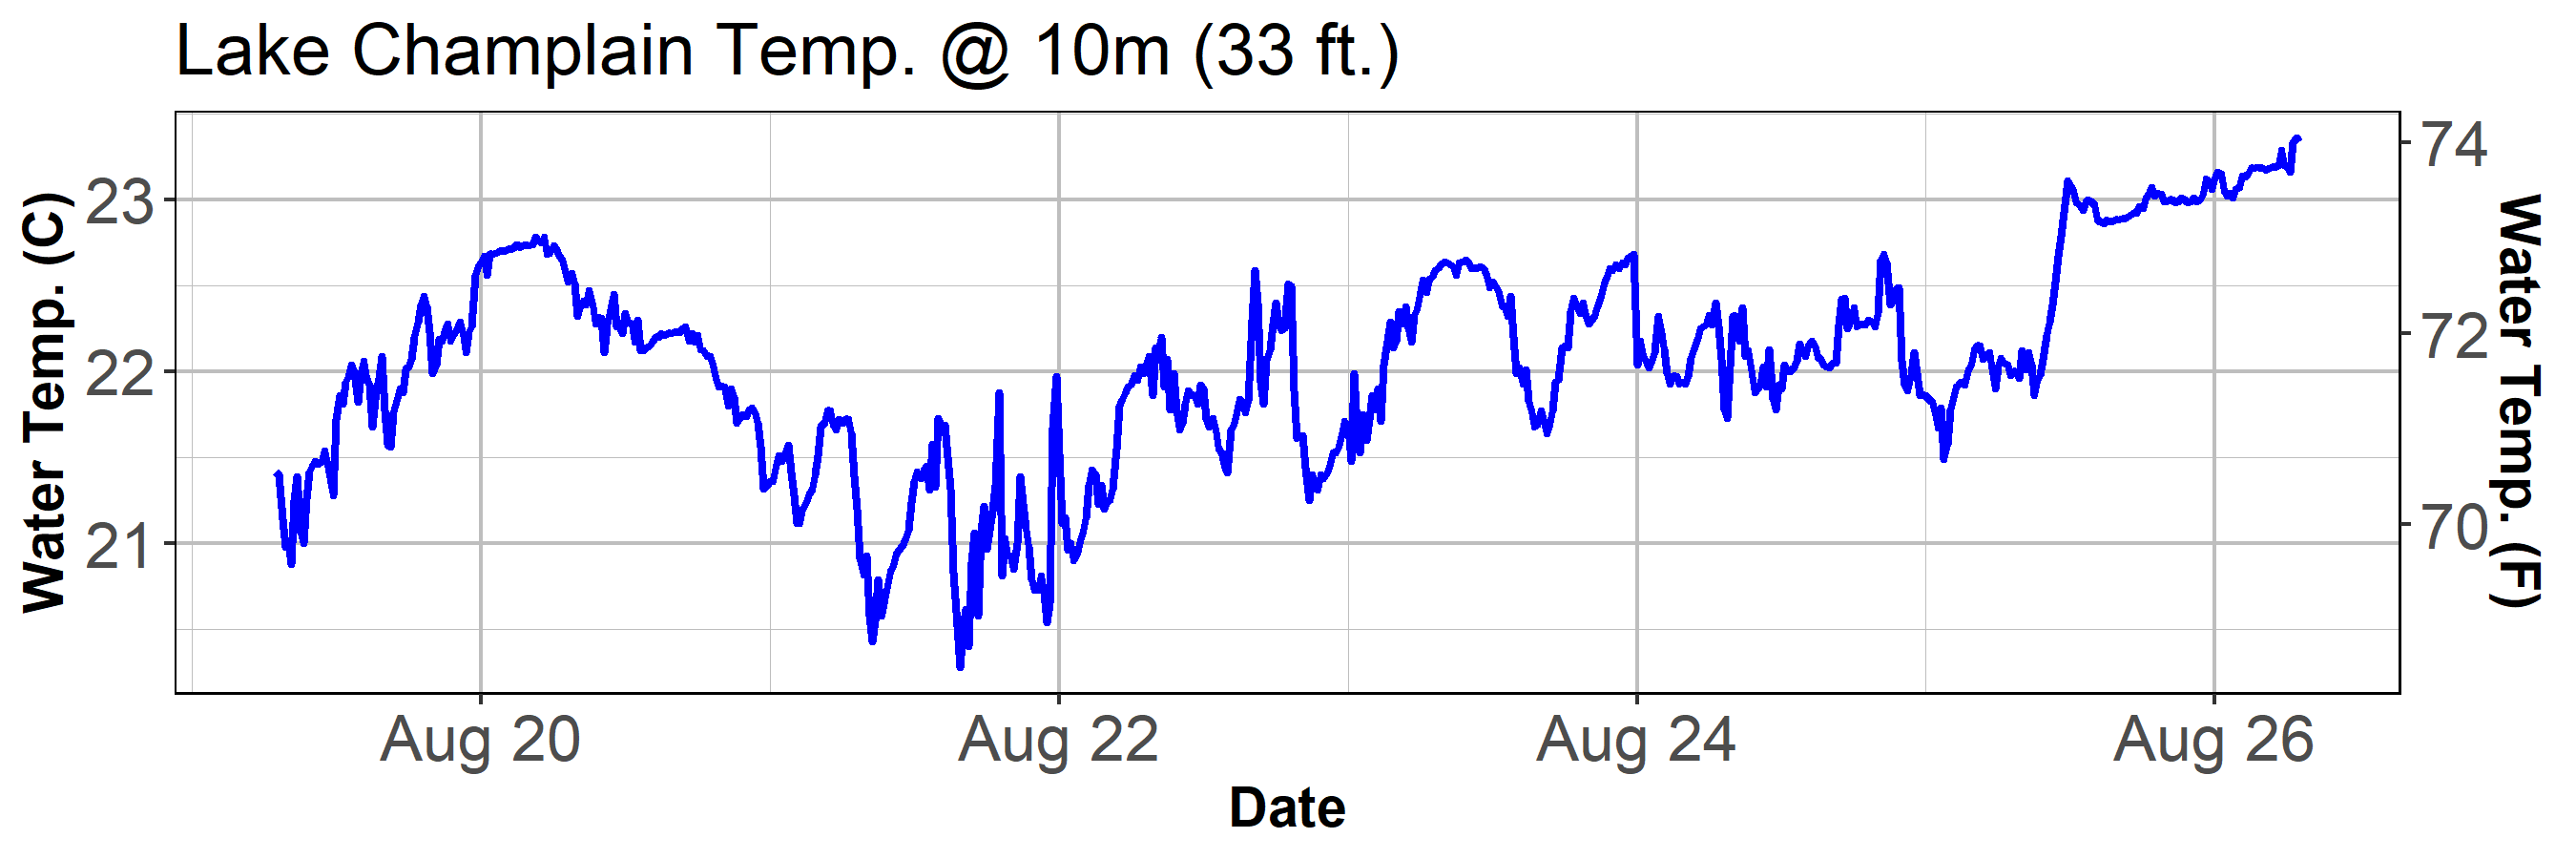 Lake Champlain Temp. @ 10m (33 ft.)
Water Temp. (C)
23
22
21
74
72
70
Water Temp. (F)
Aug 20
Aug 22
Aug 24
Aug 26
Date